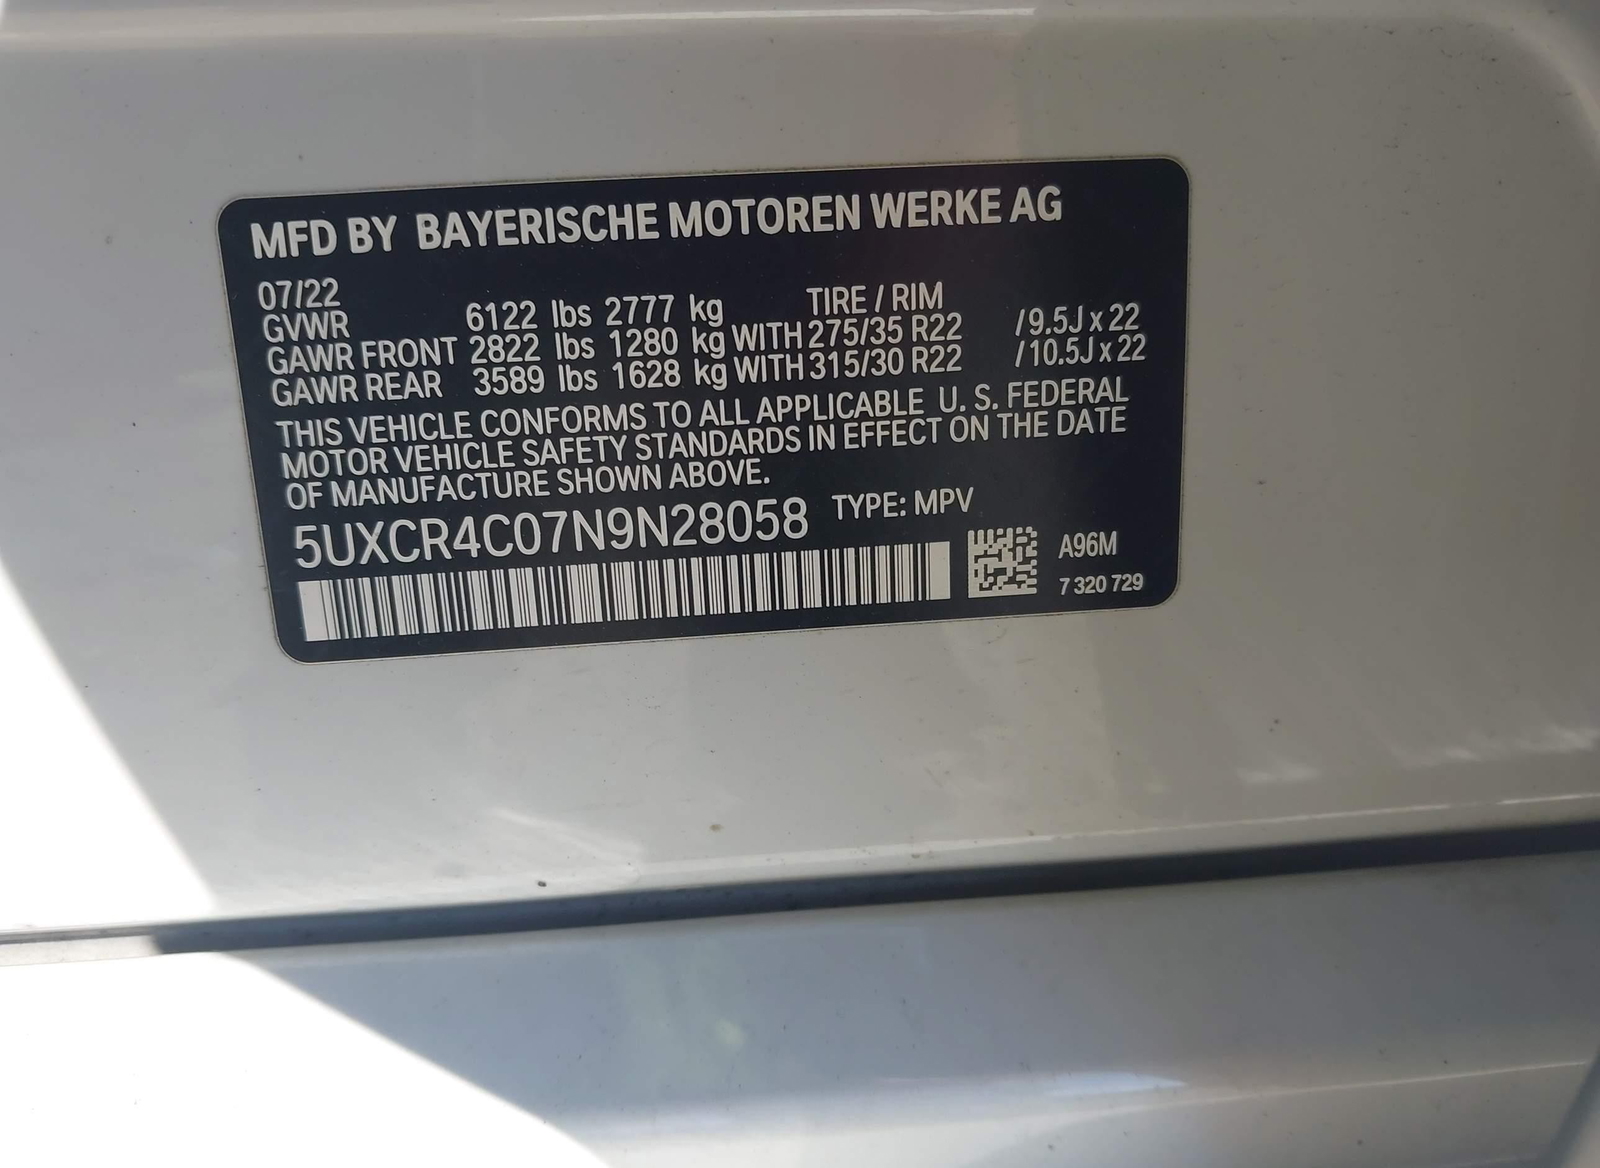 MFD BY BAYERISCHE MOTOREN WERKE AG
07/22 TIRE / RIM
GVWR 6122 lbs 2777 kg
GAWR FRONT 2822 lbs 1280 kg WITH 275/35 R22 /9.5J x 22
GAWR REAR 3589 lbs 1628 kg WITH 315/30 R22 /10.5J x 22
THIS VEHICLE CONFORMS TO ALL APPLICABLE U. S. FEDERAL
MOTOR VEHICLE SAFETY STANDARDS IN EFFECT ON THE DATE
OF MANUFACTURE SHOWN ABOVE.
5UXCR4C07N9N28058 TYPE: MPV
A96M
7 320 729